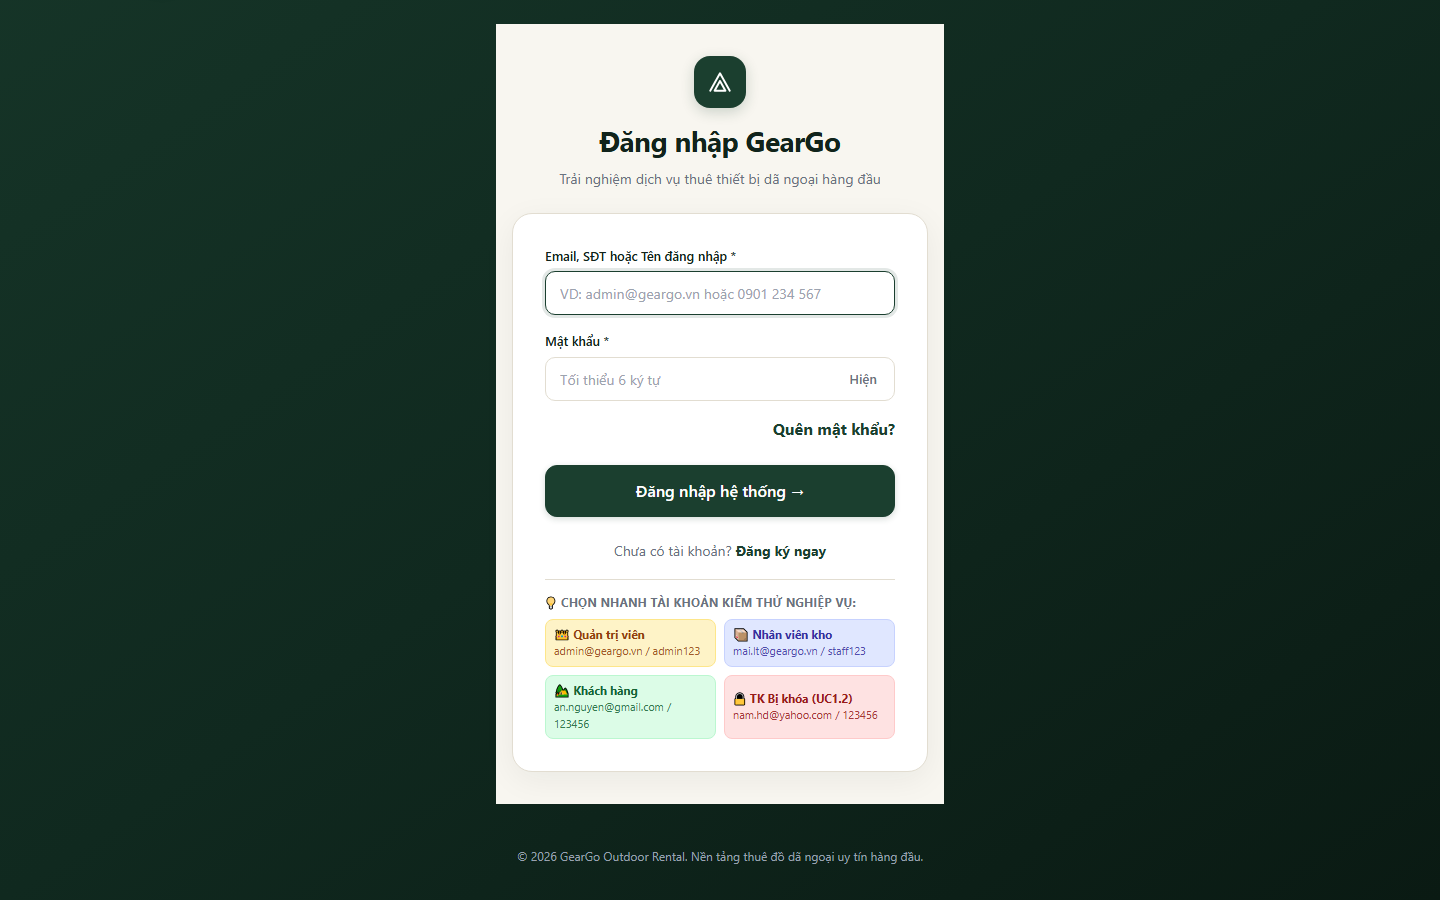 Đăng nhập GearGo
Trải nghiệm dịch vụ thuê thiết bị dã ngoại hàng đầu
Email, SĐT hoặc Tên đăng nhập *
VD: admin@geargo.vn hoặc 0901 234 567
Mật khẩu *
Tối thiểu 6 ký tự
Hiện
Quên mật khẩu?
Đăng nhập hệ thống →
Chưa có tài khoản? Đăng ký ngay
CHỌN NHANH TÀI KHOẢN KIỂM THỬ NGHIỆP VỤ:
Quản trị viên
admin@geargo.vn / admin123
Nhân viên kho
mai.lt@geargo.vn / staff123
Khách hàng
an.nguyen@gmail.com /
123456
TK Bị khóa (UC1.2)
nam.hd@yahoo.com / 123456
© 2026 GearGo Outdoor Rental. Nền tảng thuê đồ dã ngoại uy tín hàng đầu.